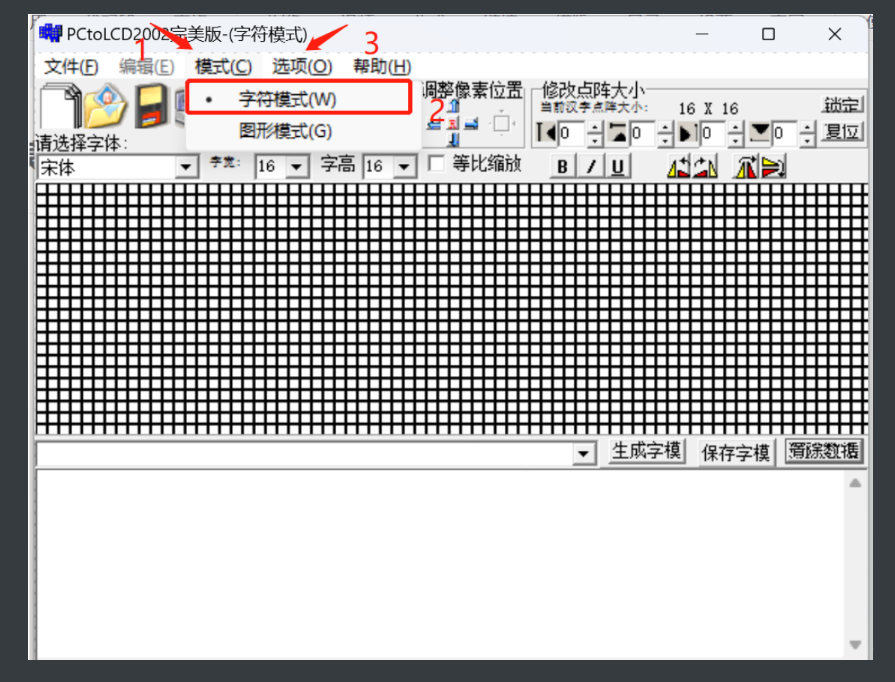 PCtoLCD2002完美版-(字符模式)
1
3
文件(F) 编辑(E) 模式(C) 选项(O) 帮助(H)
字符模式(W)
2
图形模式(G)
调整像素位置
修改点阵大小
当前汉字点阵大小: 16 X 16
锁定
0 0 0 0 复位
请选择字体:
宋体 字宽: 16 字高 16 等比缩放 B I U
生成字模 保存字模 清除数据